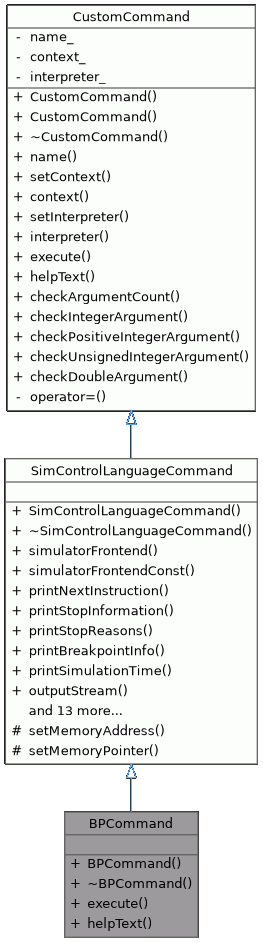 CustomCommand
- name_
- context_
- interpreter_
+ CustomCommand()
+ CustomCommand()
+ ~CustomCommand()
+ name()
+ setContext()
+ context()
+ setInterpreter()
+ interpreter()
+ execute()
+ helpText()
+ checkArgumentCount()
+ checkIntegerArgument()
+ checkPositiveIntegerArgument()
+ checkUnsignedIntegerArgument()
+ checkDoubleArgument()
- operator=()
SimControlLanguageCommand
+ SimControlLanguageCommand()
+ ~SimControlLanguageCommand()
+ simulatorFrontend()
+ simulatorFrontendConst()
+ printNextInstruction()
+ printStopInformation()
+ printStopReasons()
+ printBreakpointInfo()
+ printSimulationTime()
+ outputStream()
and 13 more...
# setMemoryAddress()
# setMemoryPointer()
BPCommand
+ BPCommand()
+ ~BPCommand()
+ execute()
+ helpText()